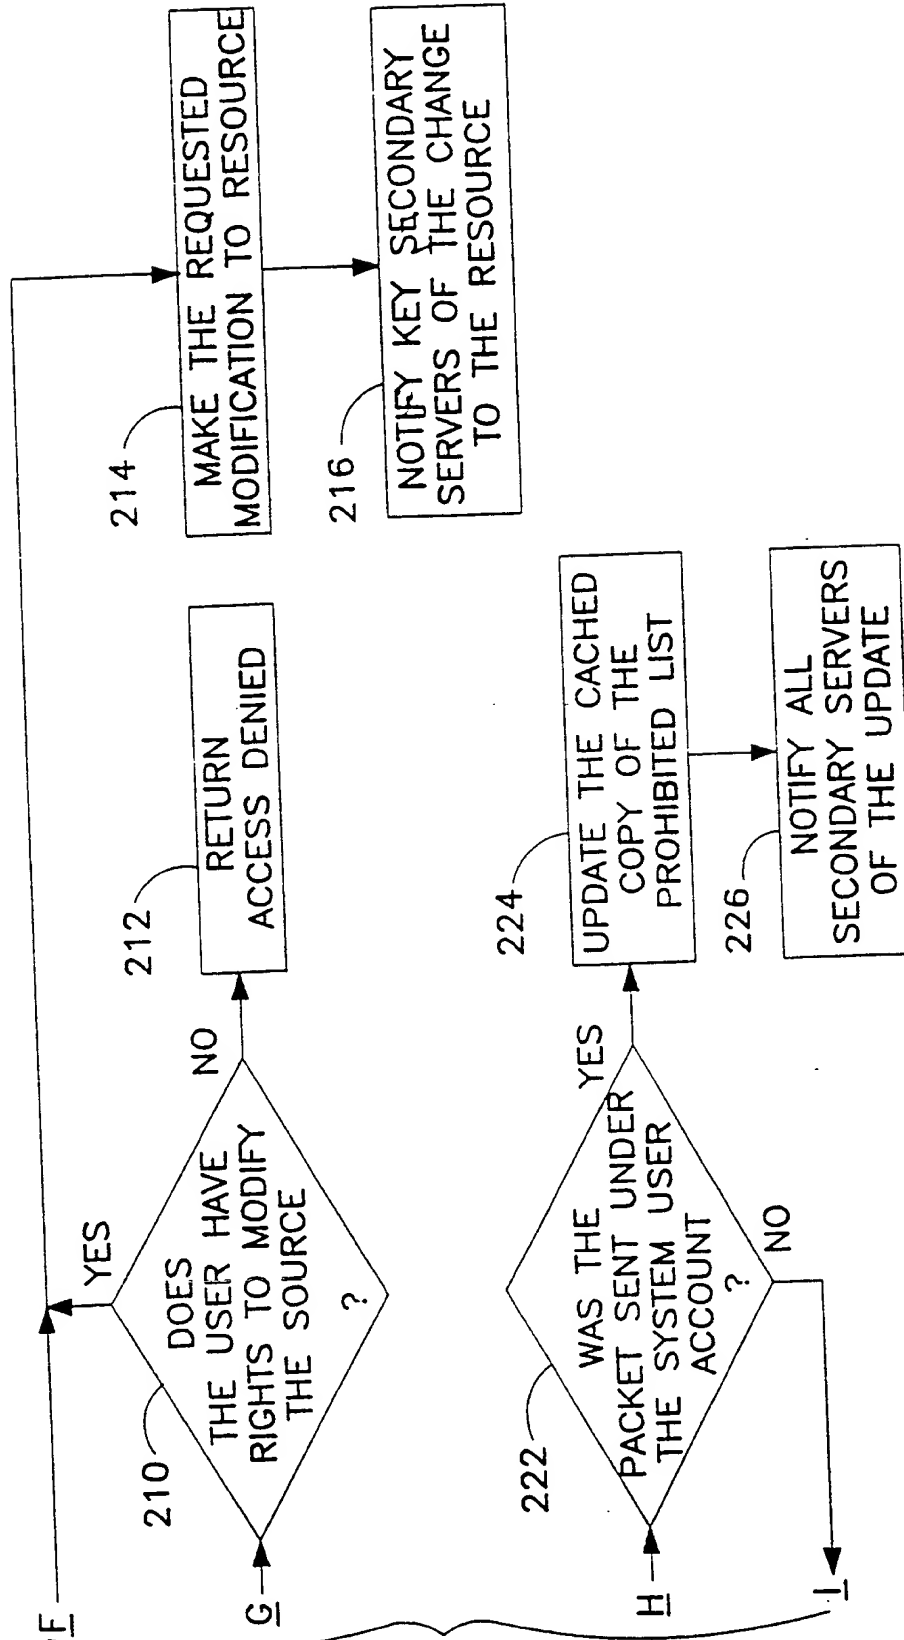 F
YES
G
210
DOES
THE USER HAVE
RIGHTS TO MODIFY
THE SOURCE
?
NO
212
RETURN
ACCESS DENIED
214
MAKE THE REQUESTED
MODIFICATION TO RESOURCE
216
NOTIFY KEY SECONDARY
SERVERS OF THE CHANGE
TO THE RESOURCE
H
222
WAS THE
PACKET SENT UNDER
THE SYSTEM USER
ACCOUNT
?
YES
NO
I
224
UPDATE THE CACHED
COPY OF THE
PROHIBITED LIST
226
NOTIFY ALL
SECONDARY SERVERS
OF THE UPDATE